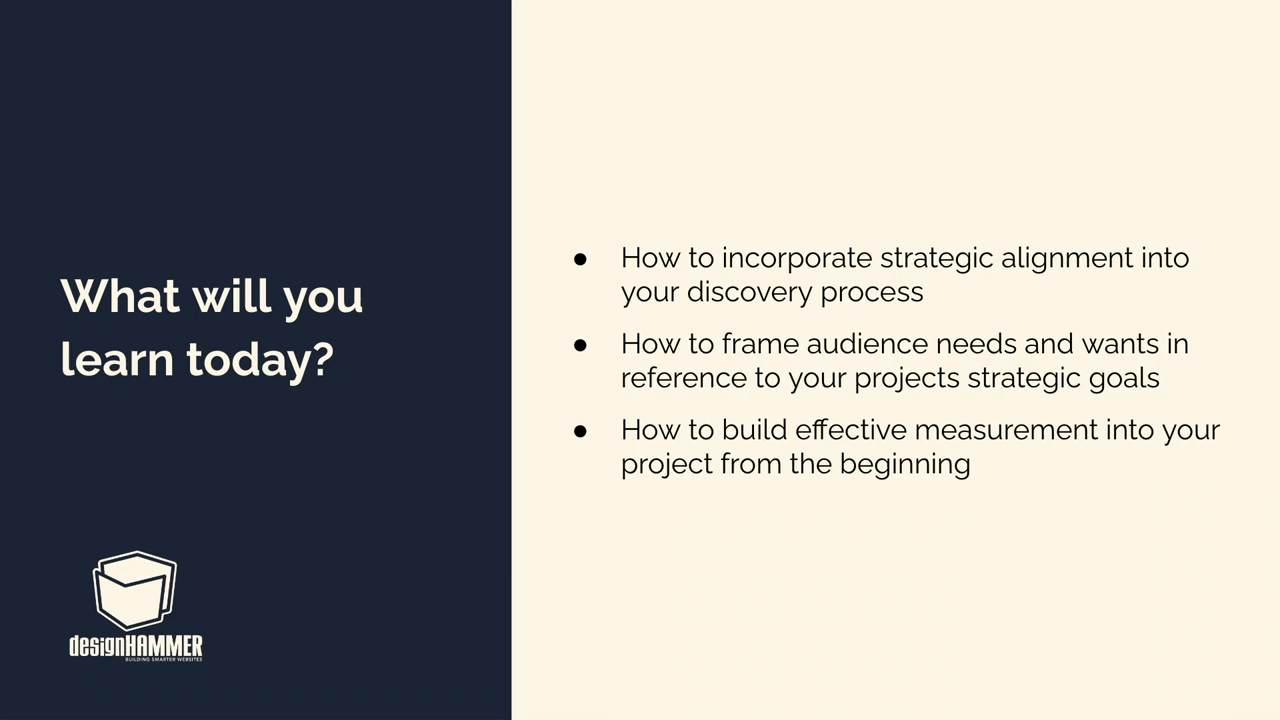 What will you
learn today?
● How to incorporate strategic alignment into
your discovery process
● How to frame audience needs and wants in
reference to your projects strategic goals
● How to build effective measurement into your
project from the beginning
designHAMMER
BUILDING SMARTER WEBSITES